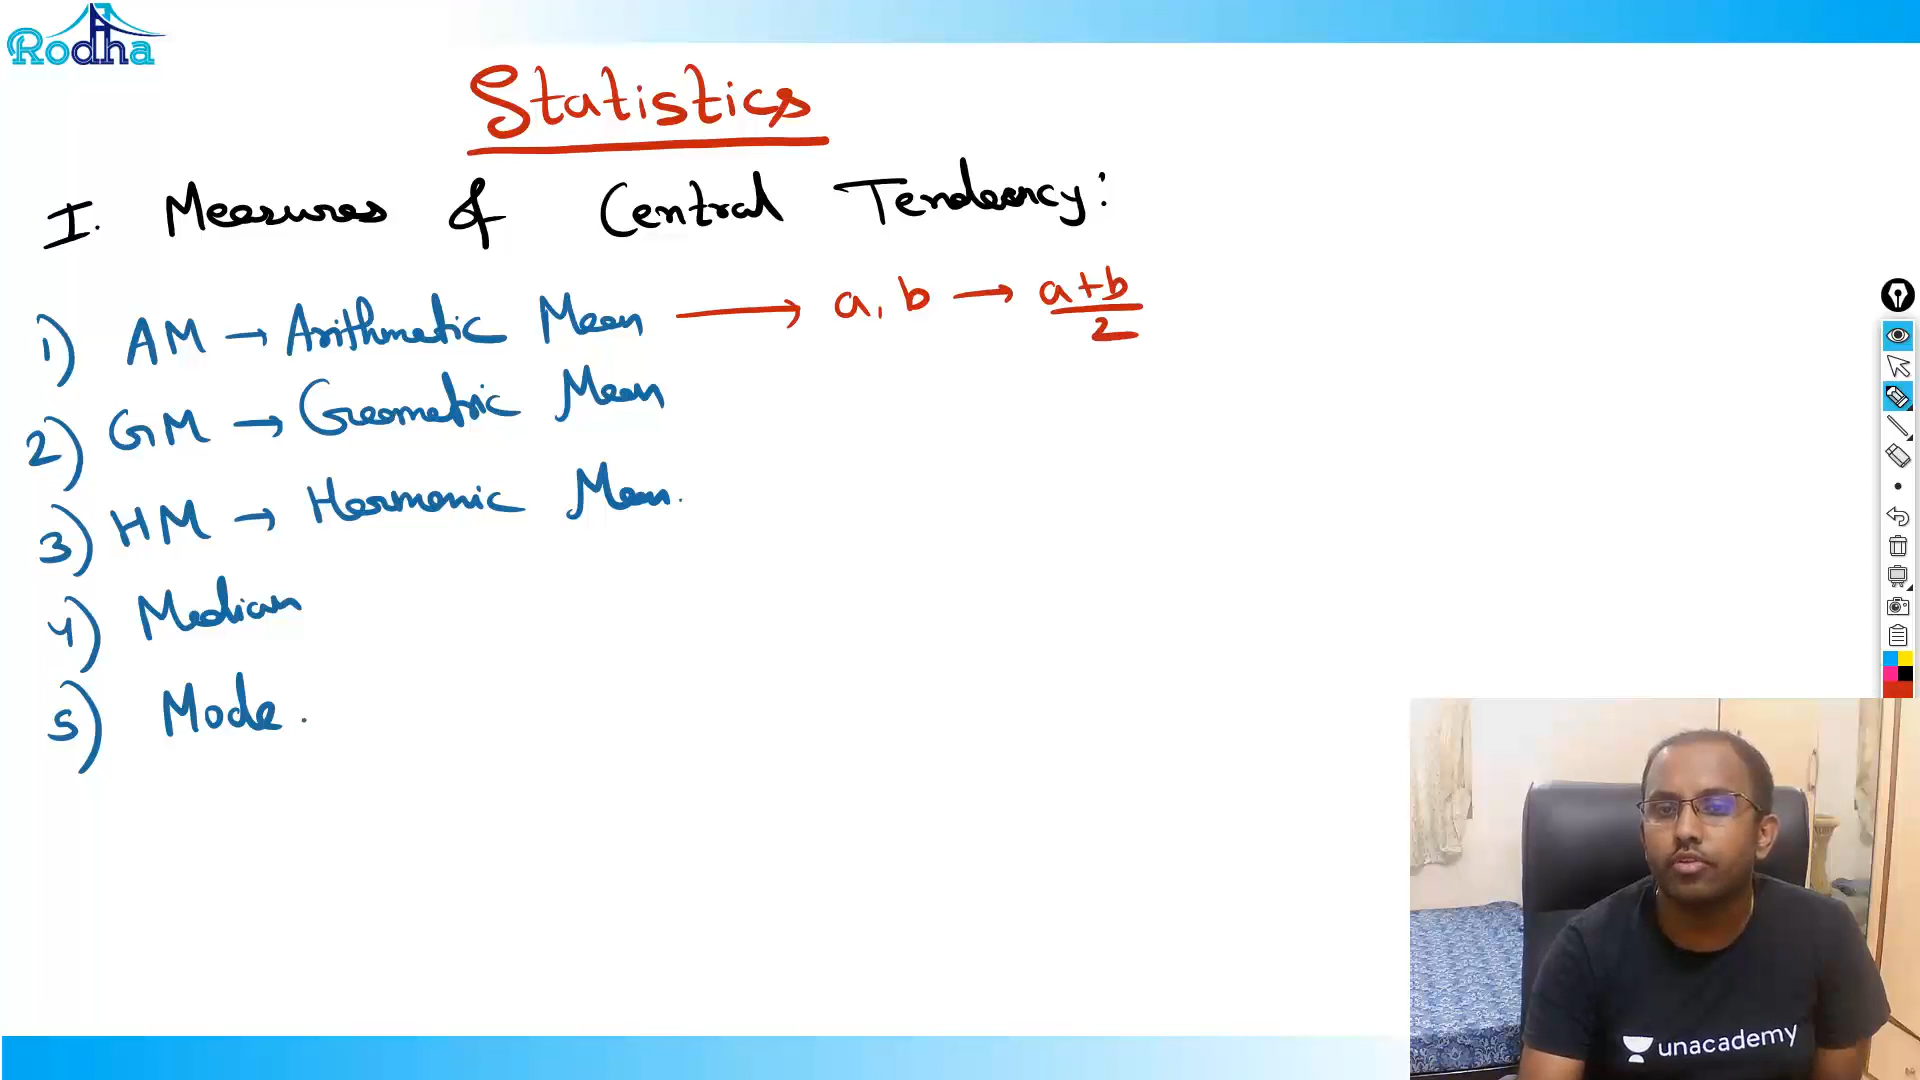 Rodha
Statistics
I. Measures of Central Tendency:
1) AM → Arithmetic Mean → a, b → a+b/2
2) GM → Geometric Mean
3) HM → Harmonic Mean.
4) Median
5) Mode.
unacademy